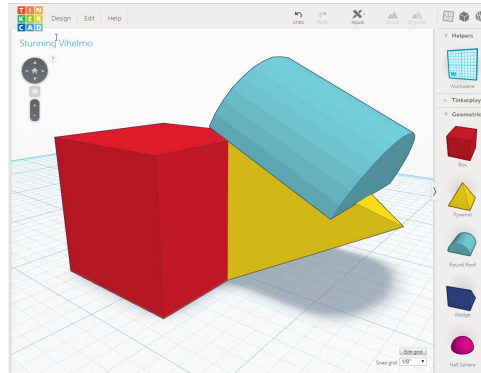 TIN
KER
CAD
Design
Edit
Help
Undo
Redo
Adjust
Group
Ungroup
Stunning Vihelmo
?
+
-
Helpers
W
Workplane
Tinkerplay
Geometric
Box
Pyramid
Round Roof
Wedge
Half Sphere
Edit grid
Snap grid 1/8"